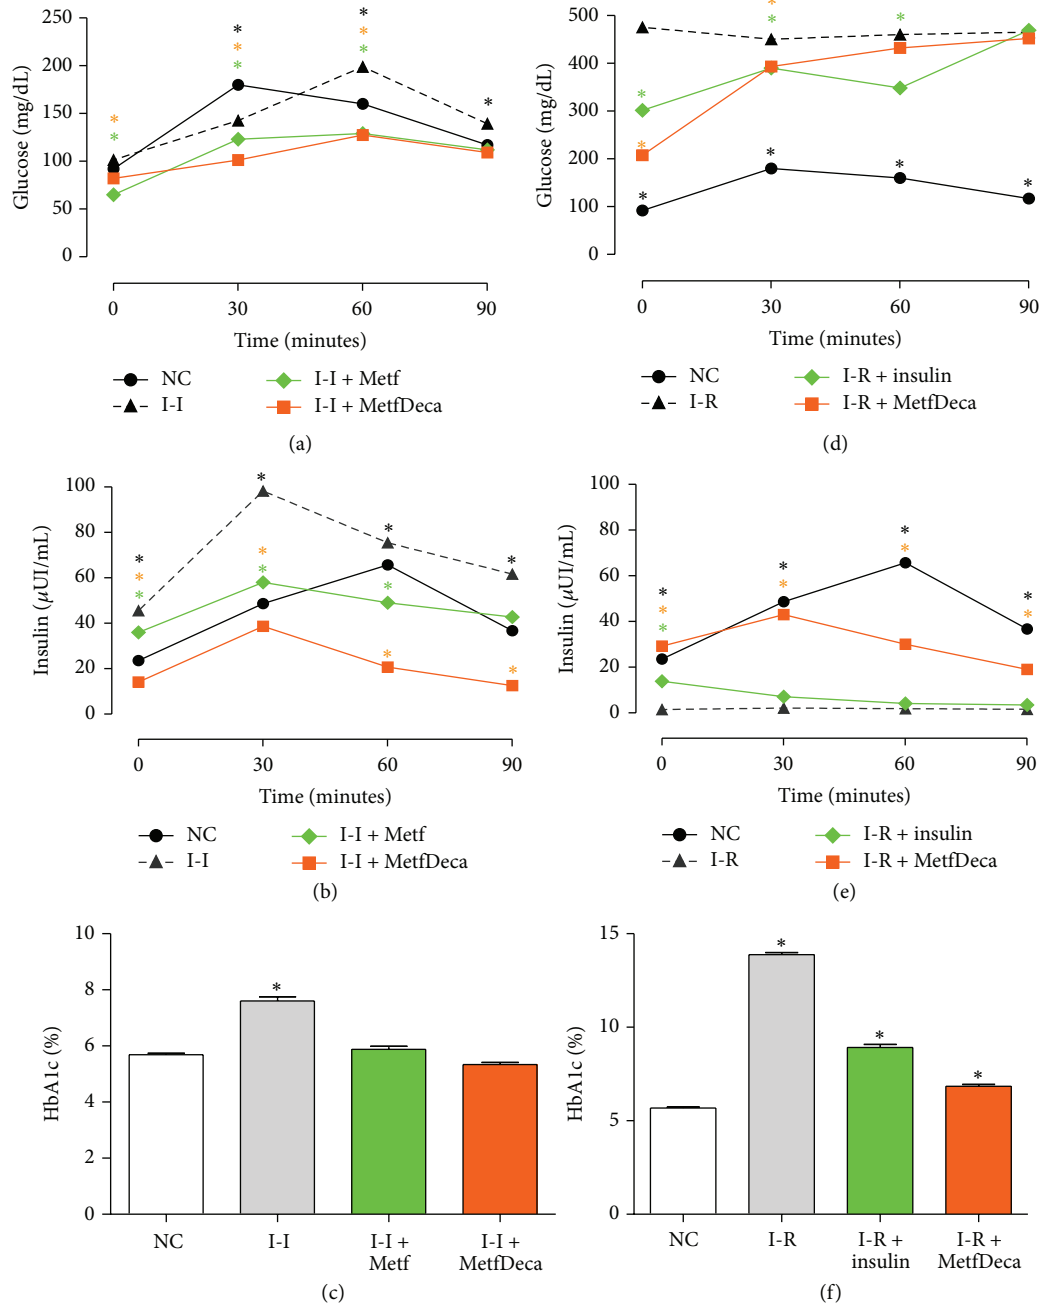 250
200
150
100
50
0
Glucose (mg/dL)
* * * * * * * * *
0 30 60 90
Time (minutes)
NC I-I + Metf
I-I I-I + MetfDeca
(a)
500
400
300
200
100
0
Glucose (mg/dL)
* * * * * * * * *
0 30 60 90
Time (minutes)
NC I-R + insulin
I-R I-R + MetfDeca
(d)
100
80
60
40
20
0
Insulin (μUI/mL)
* * * * * * * * * * *
0 30 60 90
Time (minutes)
NC I-I + Metf
I-I I-I + MetfDeca
(b)
100
80
60
40
20
0
Insulin (μUI/mL)
* * * * * * * * *
0 30 60 90
Time (minutes)
NC I-R + insulin
I-R I-R + MetfDeca
(e)
10
8
6
4
2
0
HbA1c (%)
*
NC I-I I-I + I-I +
Metf MetfDeca
(c)
15
10
5
0
HbA1c (%)
* * *
NC I-R I-R + I-R +
insulin MetfDeca
(f)